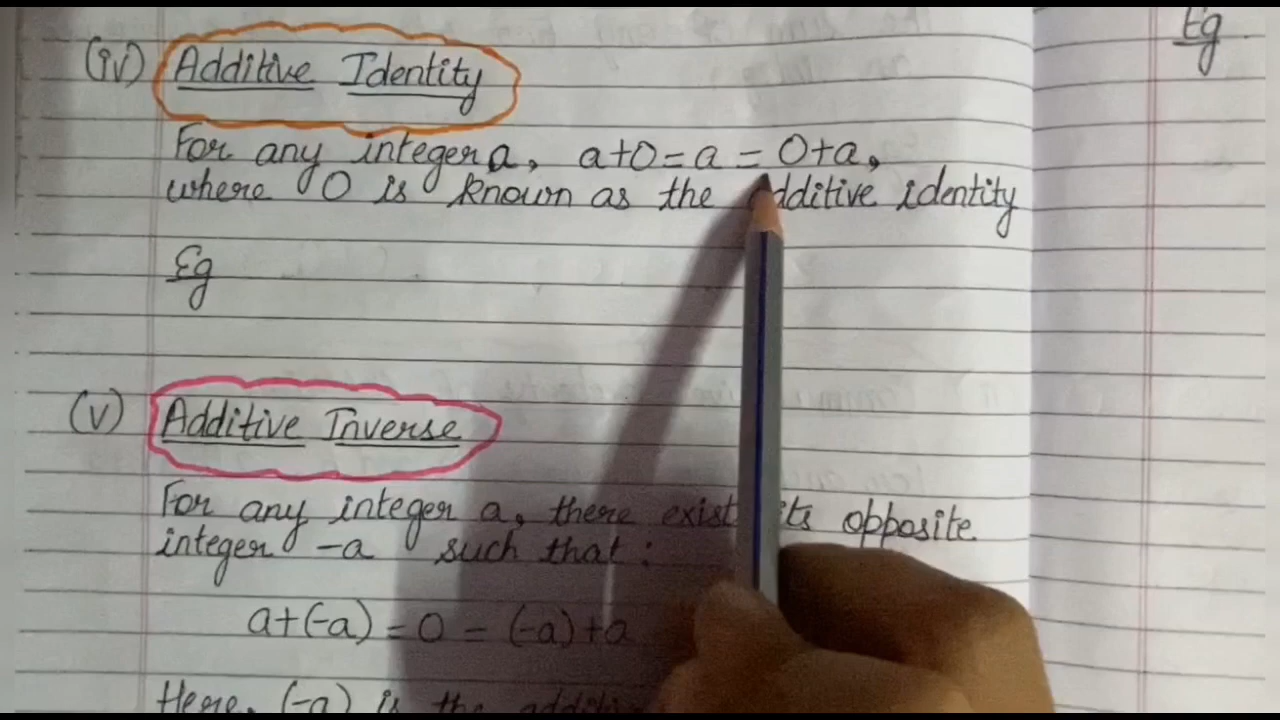 (iv) Additive Identity
For any integer a, a+0=a=0+a,
where 0 is known as the additive identity
Eg
(v) Additive Inverse
For any integer a, there exist its opposite
integer -a such that:
a+(-a)=0=(-a)+a
Here, (-a) is the
Eg.